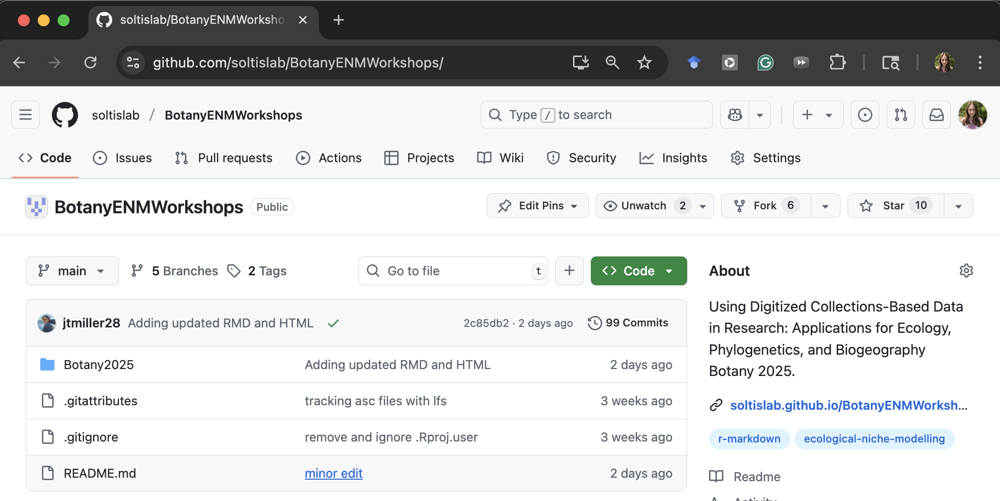 soltislab/BotanyENMWorksho
github.com/soltislab/BotanyENMWorkshops/
soltislab / BotanyENMWorkshops
Type / to search
Code Issues Pull requests Actions Projects Wiki Security Insights Settings
BotanyENMWorkshops Public
Edit Pins Unwatch 2 Fork 6 Star 10
main 5 Branches 2 Tags Go to file t Code
About
Using Digitized Collections-Based Data
in Research: Applications for Ecology,
Phylogenetics, and Biogeography
Botany 2025.
soltislab.github.io/BotanyENMWorksh...
r-markdown ecological-niche-modelling
Readme
Activity
jtmiller28 Adding updated RMD and HTML 2c85db2 · 2 days ago 99 Commits
Botany2025 Adding updated RMD and HTML 2 days ago
.gitattributes tracking asc files with lfs 3 weeks ago
.gitignore remove and ignore .Rproj.user 3 weeks ago
README.md minor edit 2 days ago